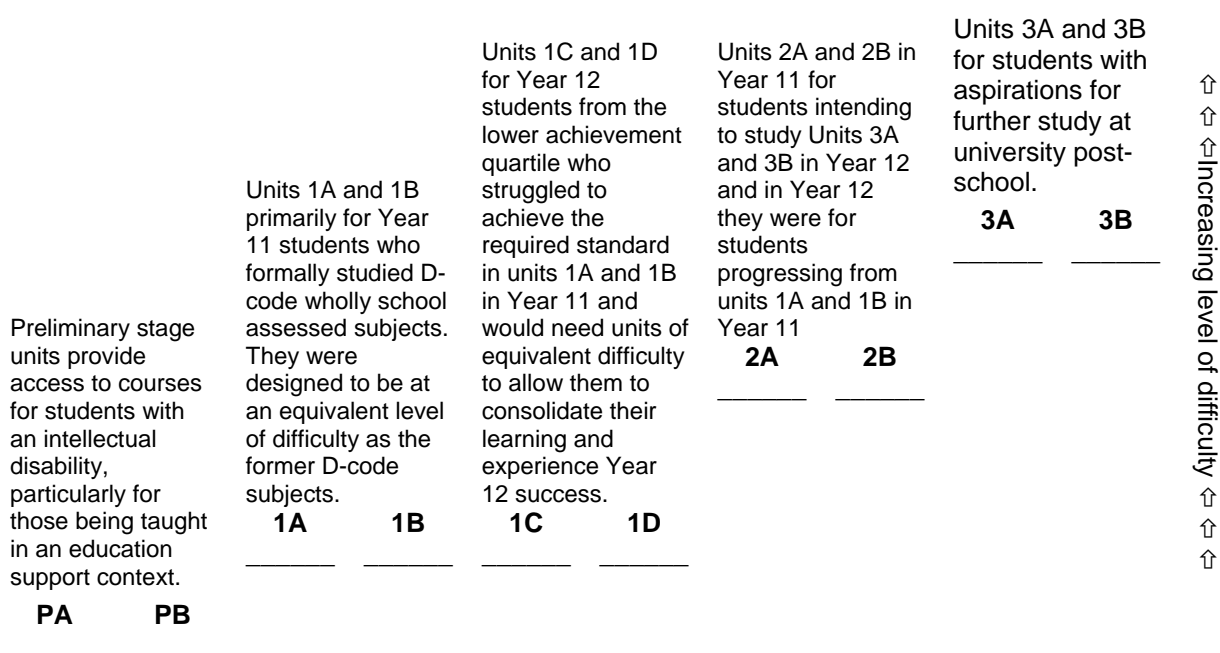 Preliminary stage
units provide
access to courses
for students with
an intellectual
disability,
particularly for
those being taught
in an education
support context.
PA PB
Units 1A and 1B
primarily for Year
11 students who
formally studied D-
code wholly school
assessed subjects.
They were
designed to be at
an equivalent level
of difficulty as the
former D-code
subjects.
1A 1B
______ ______
Units 1C and 1D
for Year 12
students from the
lower achievement
quartile who
struggled to
achieve the
required standard
in units 1A and 1B
in Year 11 and
would need units of
equivalent difficulty
to allow them to
consolidate their
learning and
experience Year
12 success.
1C 1D
______ ______
Units 2A and 2B in
Year 11 for
students intending
to study Units 3A
and 3B in Year 12
and in Year 12
they were for
students
progressing from
units 1A and 1B in
Year 11
2A 2B
______ ______
Units 3A and 3B
for students with
aspirations for
further study at
university post-
school.
3A 3B
______ ______
⇧ ⇧ ⇧Increasing level of difficulty ⇧ ⇧ ⇧